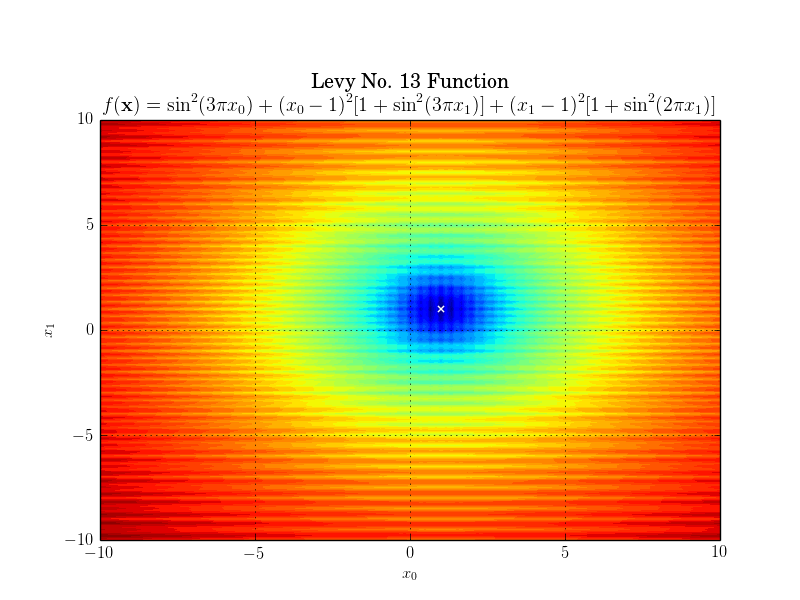 Levy No. 13 Function
f(x) = sin²(3πx₀) + (x₀ − 1)²[1 + sin²(3πx₁)] + (x₁ − 1)²[1 + sin²(2πx₁)]
10
5
x₁
0
−5
−10
−10 −5 0 5 10
x₀